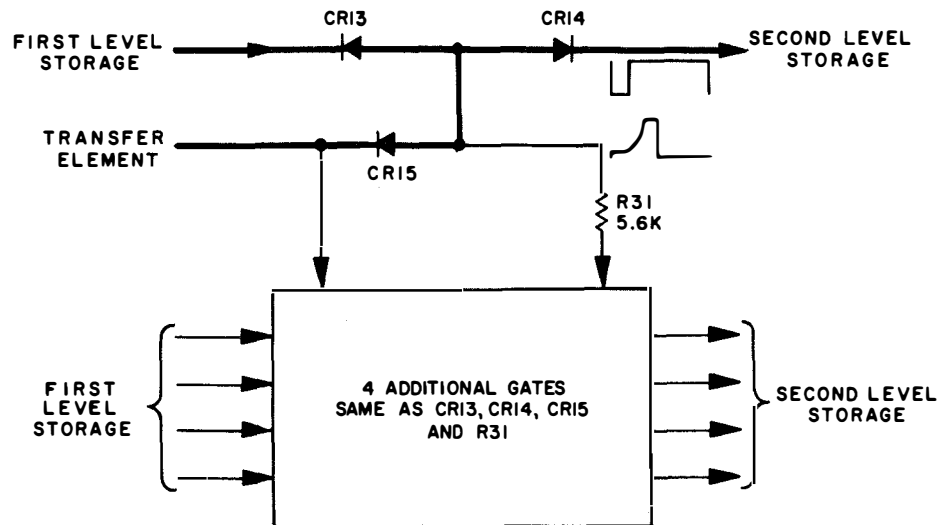 CR13
CR14
FIRST LEVEL
STORAGE
SECOND LEVEL
STORAGE
TRANSFER
ELEMENT
CR15
R31
5.6K
FIRST
LEVEL
STORAGE
4 ADDITIONAL GATES
SAME AS CR13, CR14, CR15
AND R31
SECOND LEVEL
STORAGE